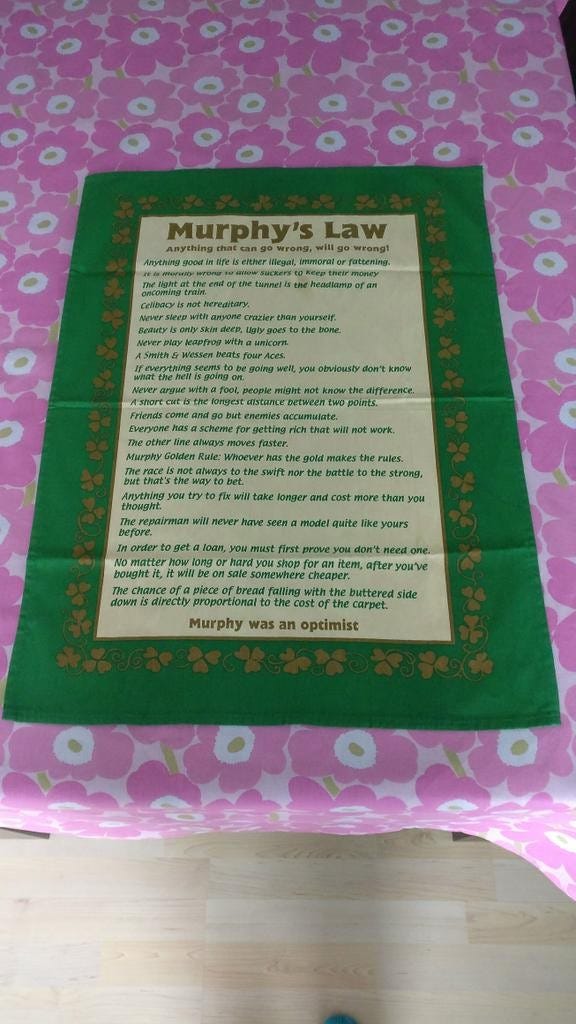 Murphy's Law
Anything that can go wrong, will go wrong!
Anything good in life is either illegal, immoral or fattening.
It is morally wrong to allow suckers to keep their money
The light at the end of the tunnel is the headlamp of an
oncoming train.
Celibacy is not hereditary.
Never sleep with anyone crazier than yourself.
Beauty is only skin deep, Ugly goes to the bone.
Never play leapfrog with a unicorn.
A Smith & Wessen beats four Aces.
If everything seems to be going well, you obviously don't know
what the hell is going on.
Never argue with a fool, people might not know the difference.
A short cut is the longest distance between two points.
Friends come and go but enemies accumulate.
Everyone has a scheme for getting rich that will not work.
The other line always moves faster.
Murphy Golden Rule: Whoever has the gold makes the rules.
The race is not always to the swift nor the battle to the strong,
but that's the way to bet.
Anything you try to fix will take longer and cost more than you
thought.
The repairman will never have seen a model quite like yours
before.
In order to get a loan, you must first prove you don't need one.
No matter how long or hard you shop for an item, after you've
bought it, it will be on sale somewhere cheaper.
The chance of a piece of bread falling with the buttered side
down is directly proportional to the cost of the carpet.
Murphy was an optimist